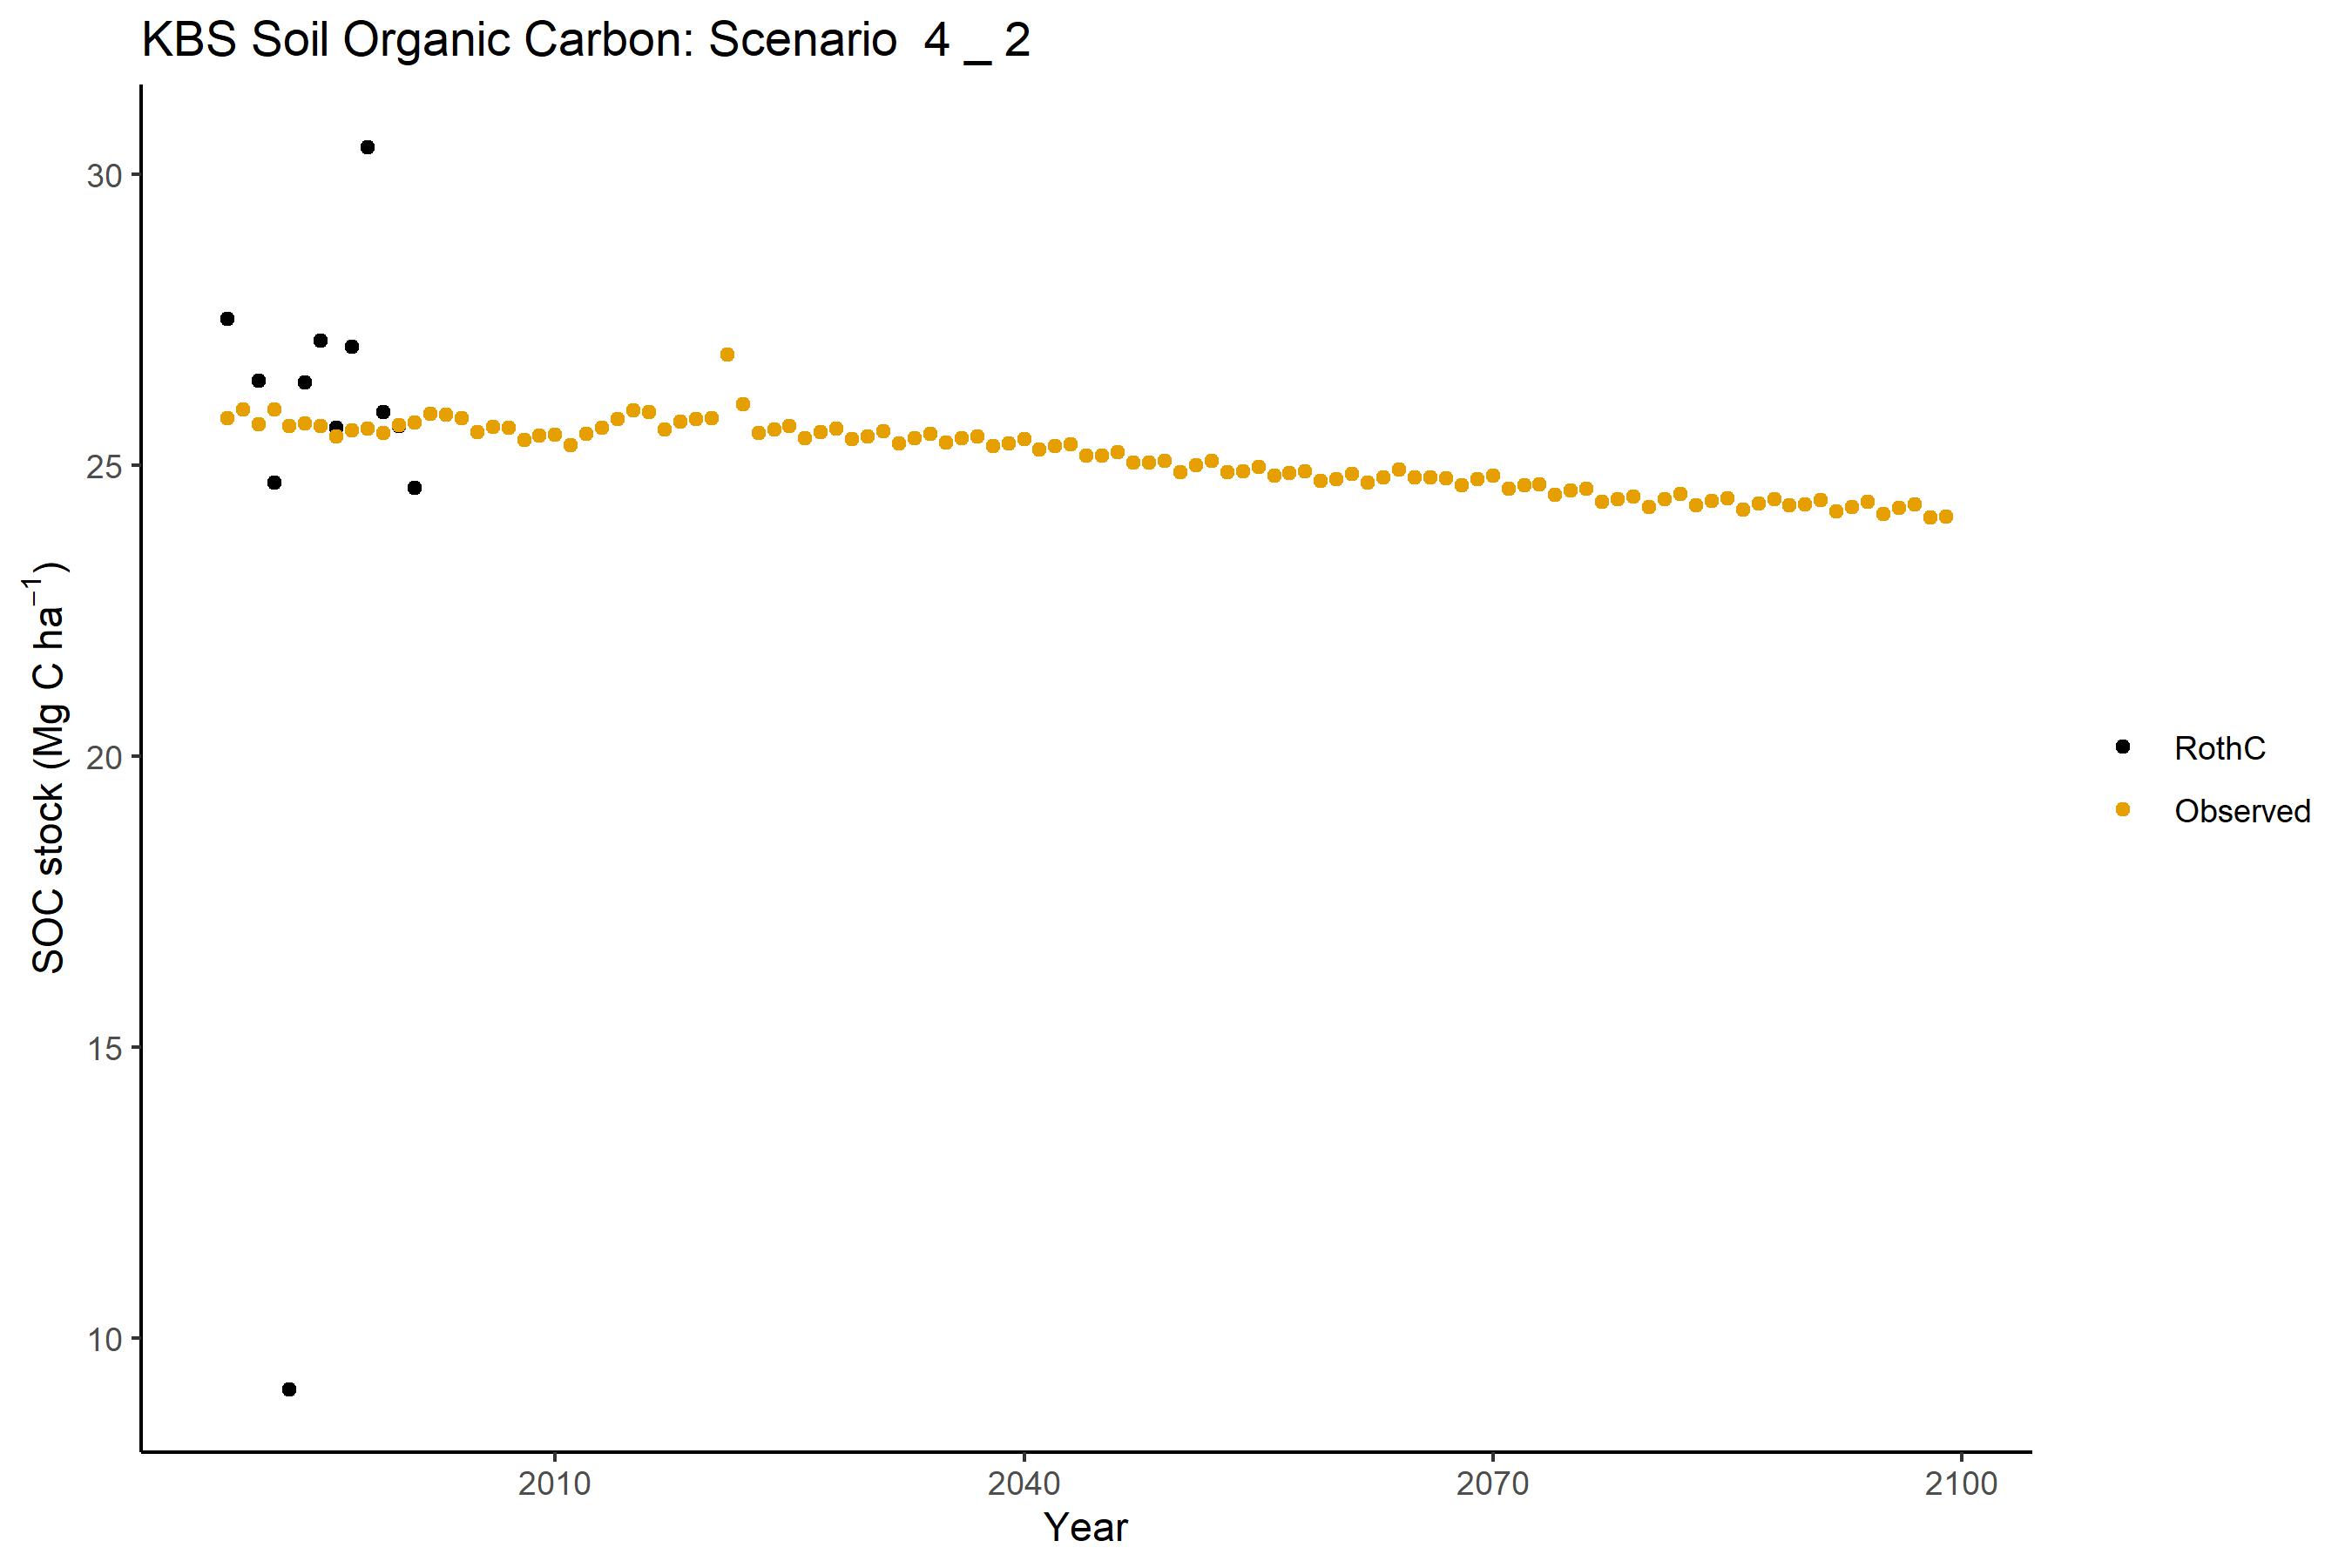 KBS Soil Organic Carbon: Scenario  4 _ 2
30
25
20
15
10
SOC stock (Mg C ha⁻¹)
2010
2040
2070
2100
Year
RothC
Observed